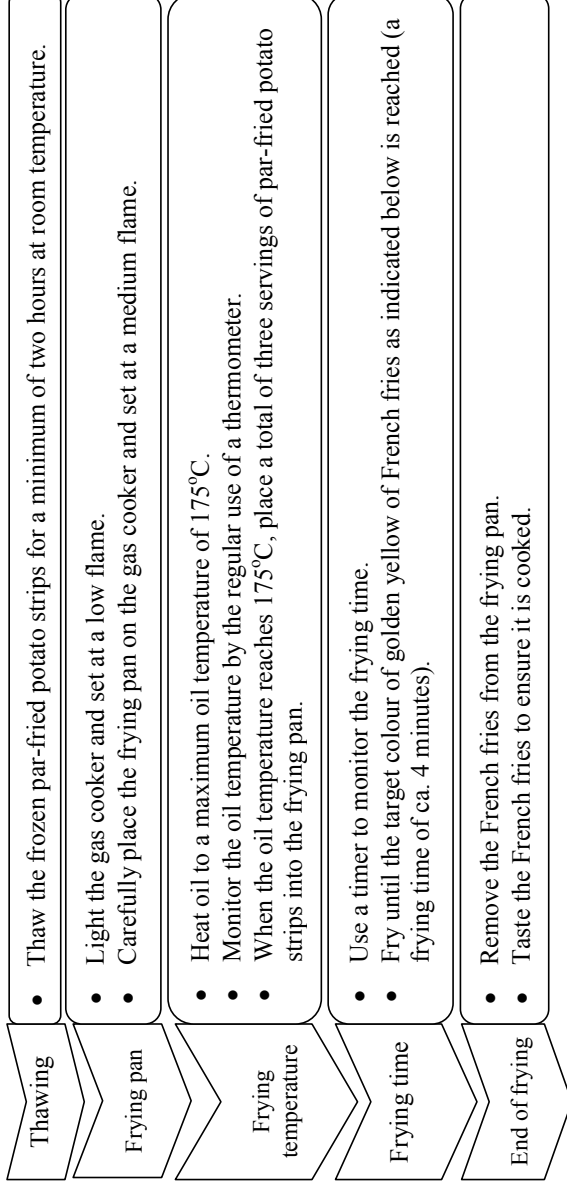 Thawing
• Thaw the frozen par-fried potato strips for a minimum of two hours at room temperature.
Frying pan
• Light the gas cooker and set at a low flame.
• Carefully place the frying pan on the gas cooker and set at a medium flame.
Frying
temperature
• Heat oil to a maximum oil temperature of 175°C.
• Monitor the oil temperature by the regular use of a thermometer.
• When the oil temperature reaches 175°C, place a total of three servings of par-fried potato
strips into the frying pan.
Frying time
• Use a timer to monitor the frying time.
• Fry until the target colour of golden yellow of French fries as indicated below is reached (a
frying time of ca. 4 minutes).
End of frying
• Remove the French fries from the frying pan.
• Taste the French fries to ensure it is cooked.